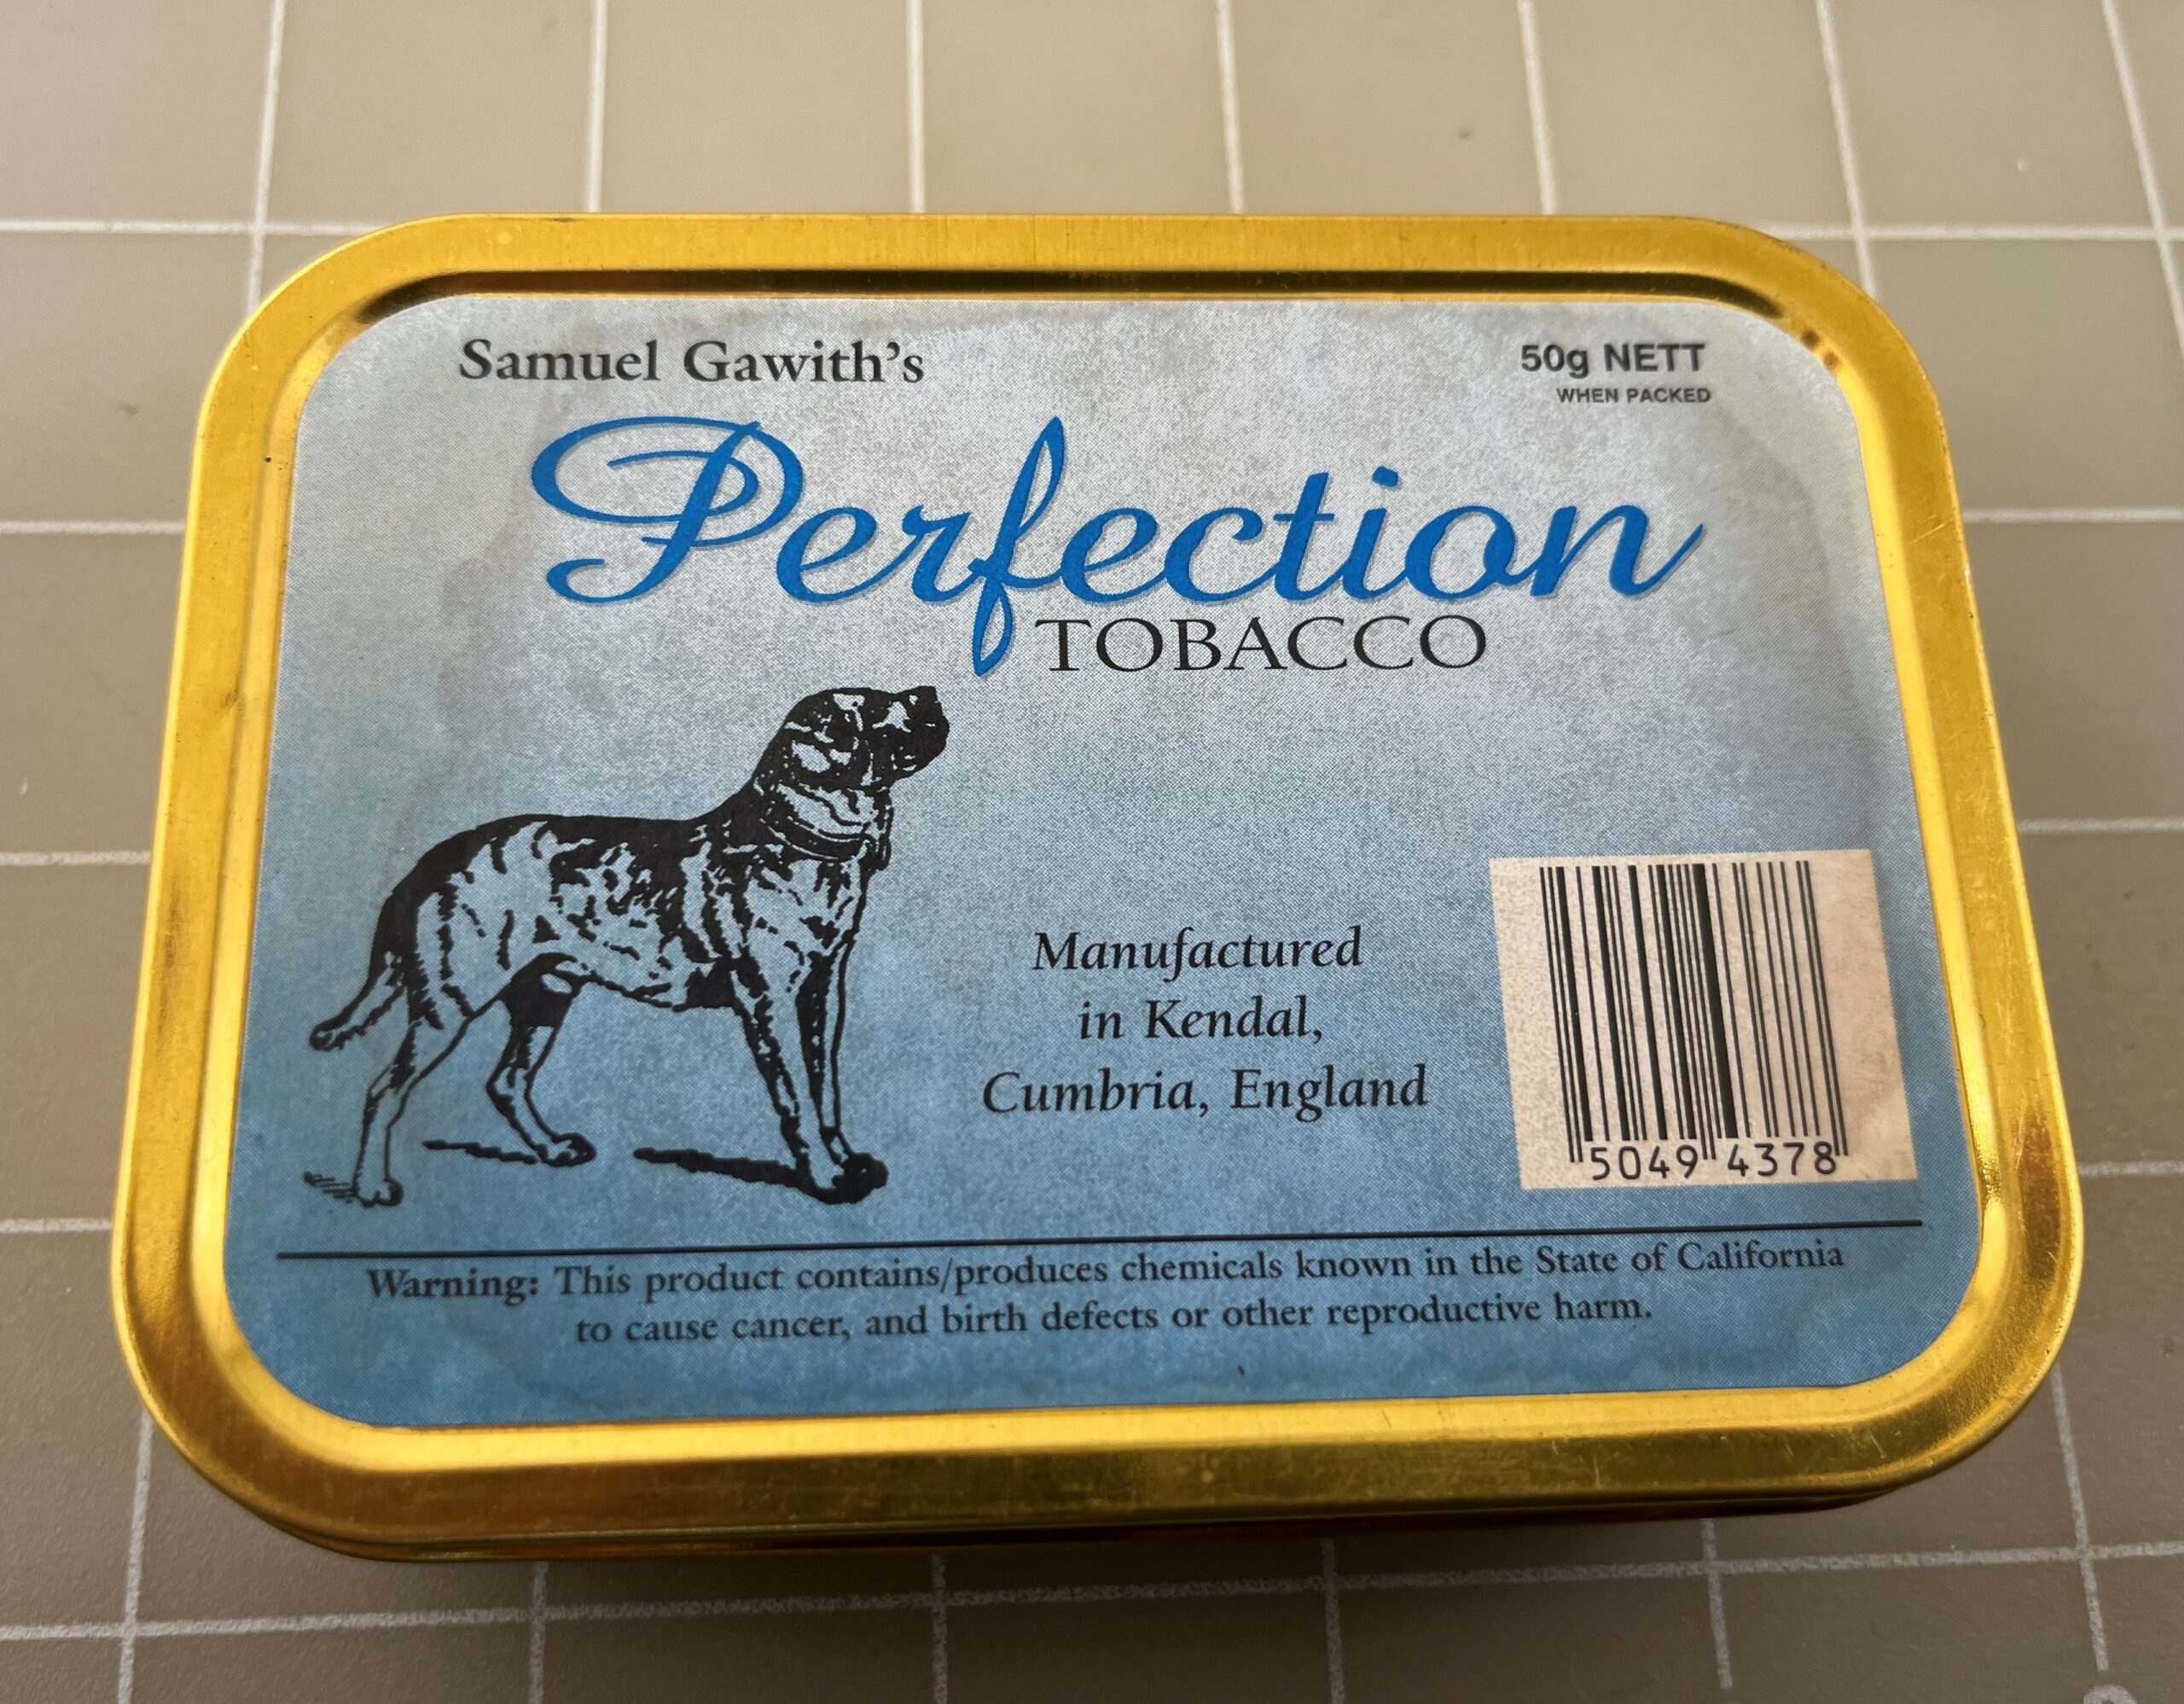 Samuel Gawith's
50g NETT
WHEN PACKED
Perfection
TOBACCO
Manufactured
in Kendal,
Cumbria, England
5049 4378
Warning: This product contains/produces chemicals known in the State of California
to cause cancer, and birth defects or other reproductive harm.